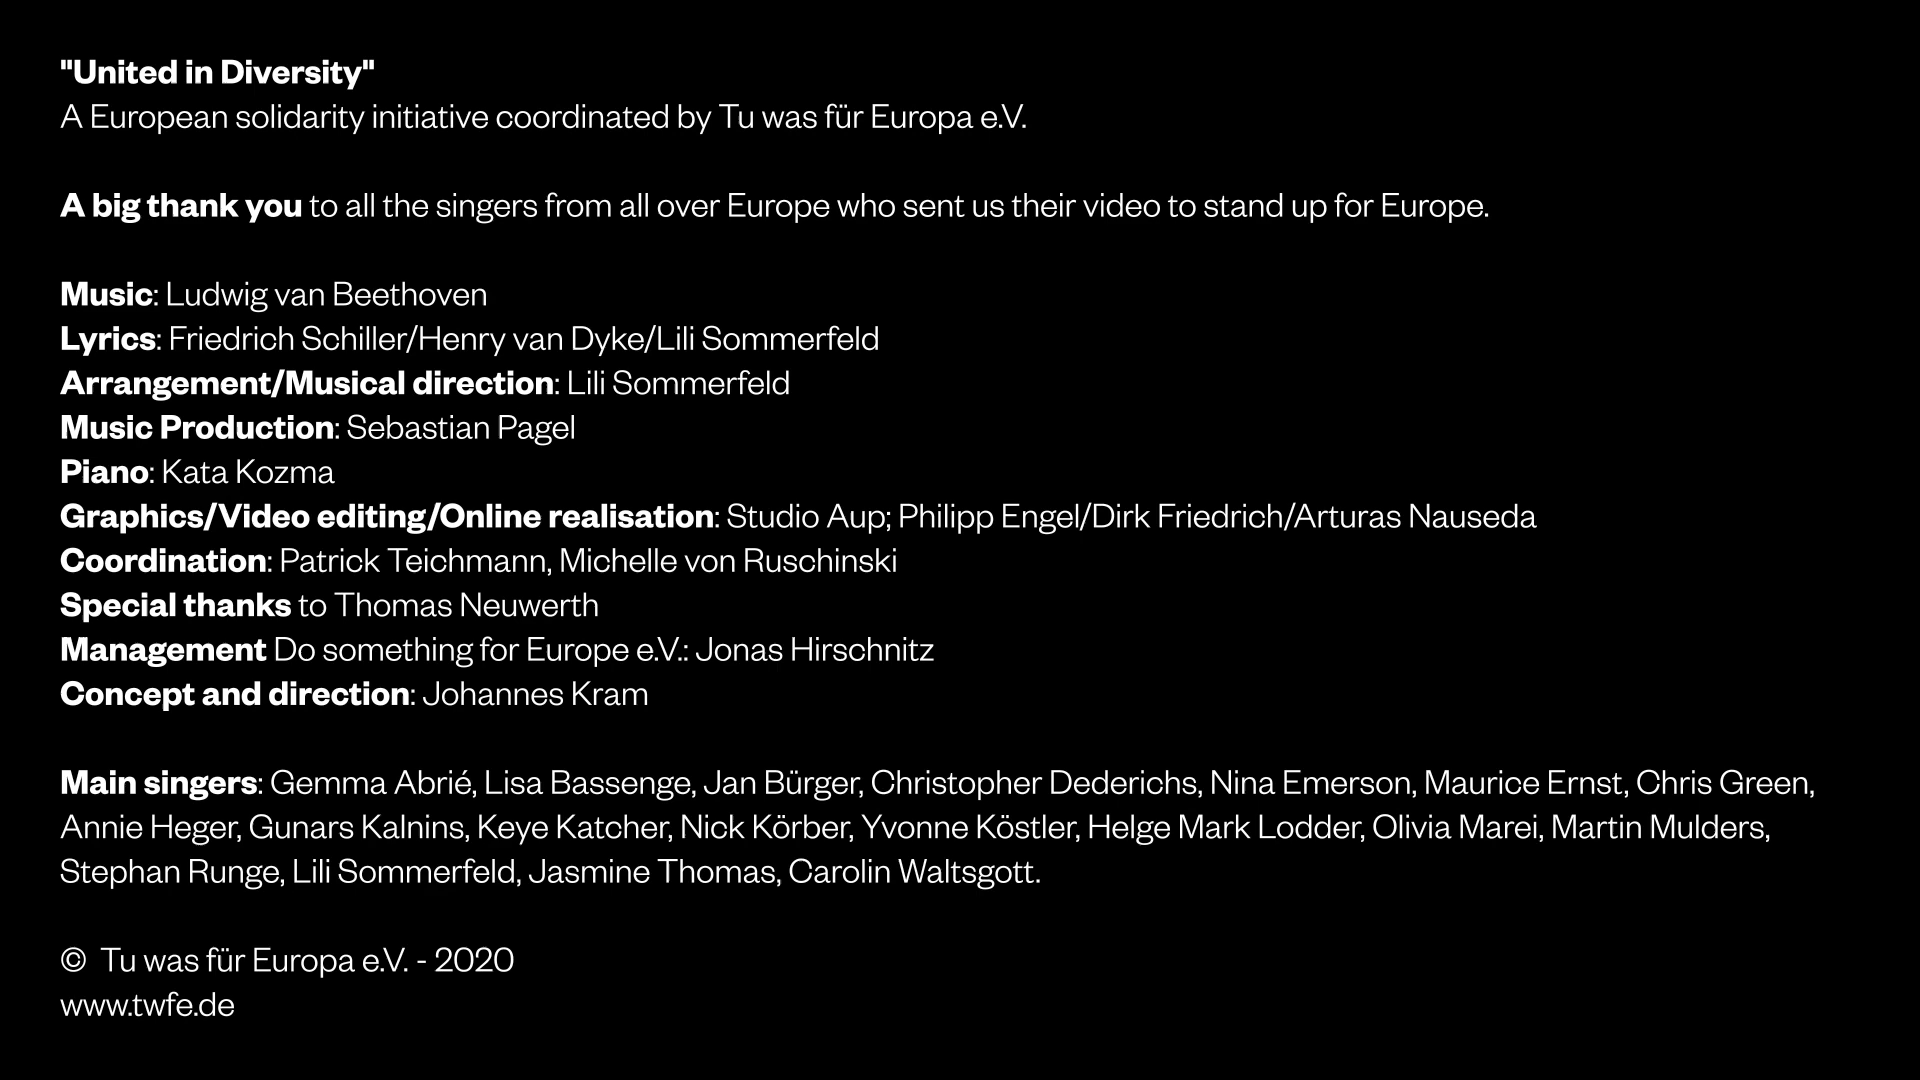 "United in Diversity"
A European solidarity initiative coordinated by Tu was für Europa e.V.
A big thank you to all the singers from all over Europe who sent us their video to stand up for Europe.
Music: Ludwig van Beethoven
Lyrics: Friedrich Schiller/Henry van Dyke/Lili Sommerfeld
Arrangement/Musical direction: Lili Sommerfeld
Music Production: Sebastian Pagel
Piano: Kata Kozma
Graphics/Video editing/Online realisation: Studio Aup; Philipp Engel/Dirk Friedrich/Arturas Nauseda
Coordination: Patrick Teichmann, Michelle von Ruschinski
Special thanks to Thomas Neuwerth
Management Do something for Europe e.V.: Jonas Hirschnitz
Concept and direction: Johannes Kram
Main singers: Gemma Abrié, Lisa Bassenge, Jan Bürger, Christopher Dederichs, Nina Emerson, Maurice Ernst, Chris Green,
Annie Heger, Gunars Kalnins, Keye Katcher, Nick Körber, Yvonne Köstler, Helge Mark Lodder, Olivia Marei, Martin Mulders,
Stephan Runge, Lili Sommerfeld, Jasmine Thomas, Carolin Waltsgott.
© Tu was für Europa e.V. - 2020
www.twfe.de